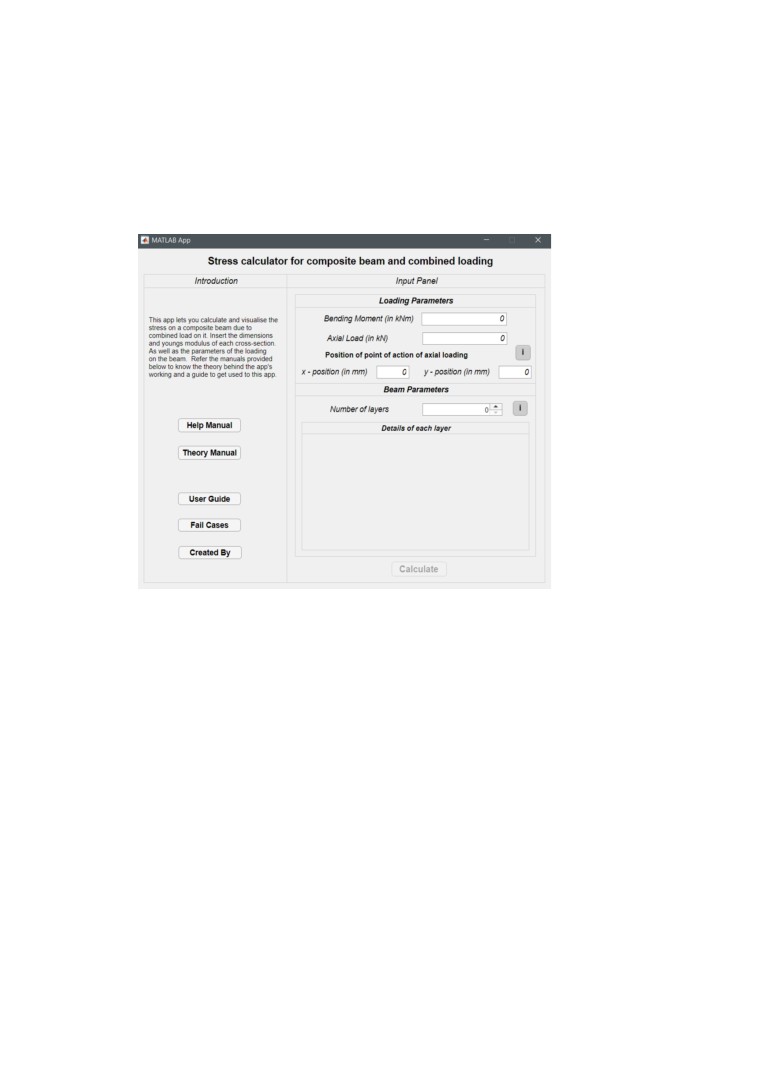 MATLAB App
Stress calculator for composite beam and combined loading
Introduction
This app lets you calculate and visualise the
stress on a composite beam due to
combined load on it. Insert the dimensions
and youngs modulus of each cross-section.
As well as the parameters of the loading
on the beam. Refer the manuals provided
below to know the theory behind the app's
working and a guide to get used to this app.
Help Manual
Theory Manual
User Guide
Fail Cases
Created By
Input Panel
Loading Parameters
Bending Moment (in kNm) 0
Axial Load (in kN) 0
Position of point of action of axial loading i
x - position (in mm) 0 y - position (in mm) 0
Beam Parameters
Number of layers 0 i
Details of each layer
Calculate